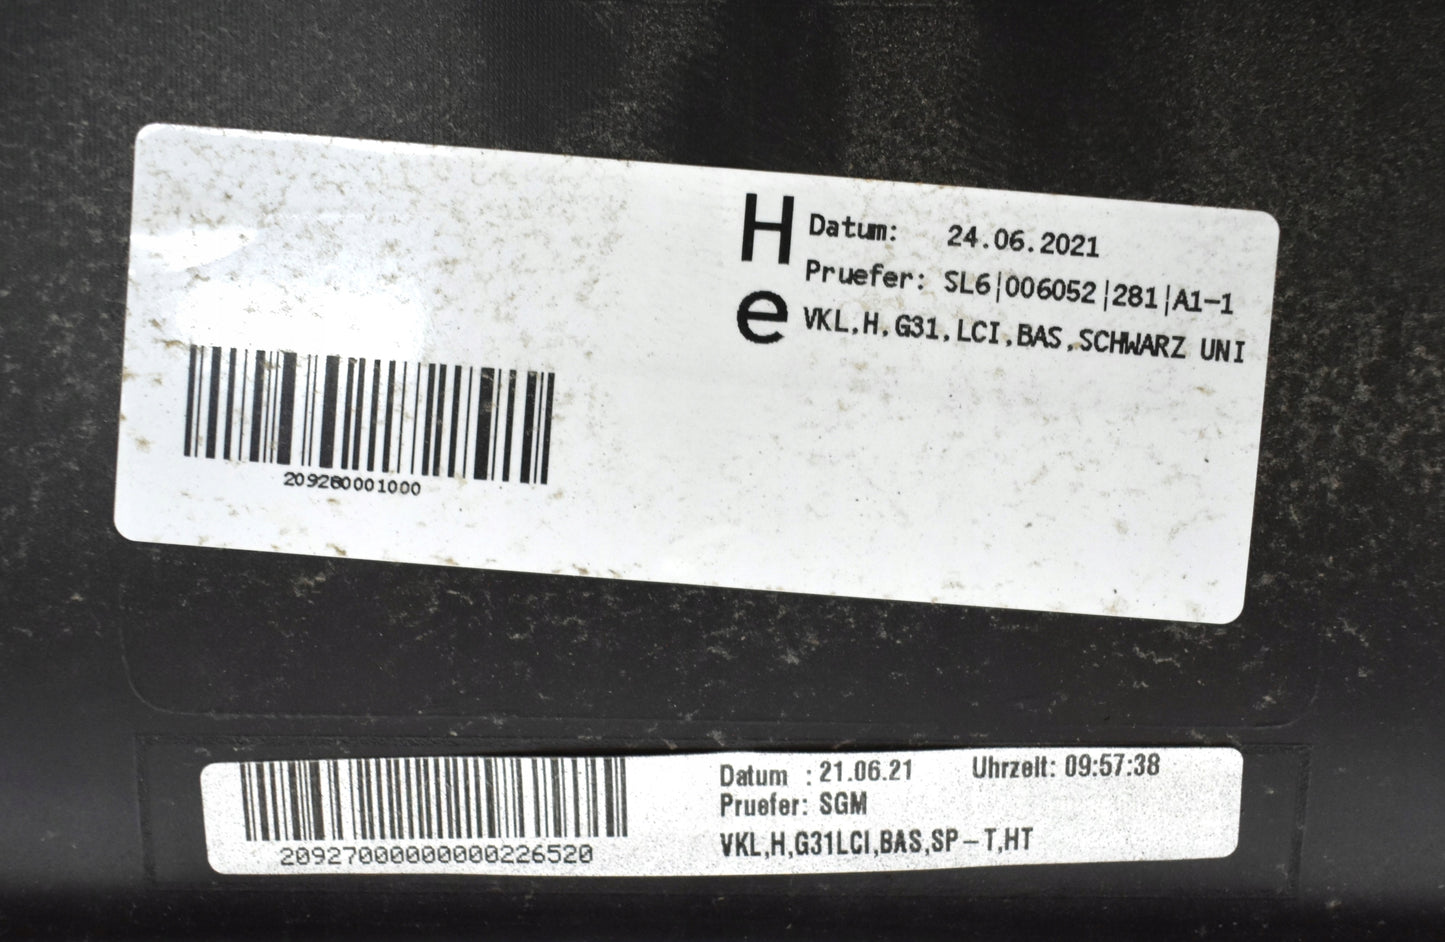 H
e
Datum: 24.06.2021
Pruefer: SL6|006052|281|A1-1
VKL,H,G31,LCI,BAS,SCHWARZ UNI
209280001000
Datum : 21.06.21 Uhrzeit: 09:57:38
Pruefer: SGM
VKL,H,G31LCI,BAS,SP-T,HT
20927000000000226520